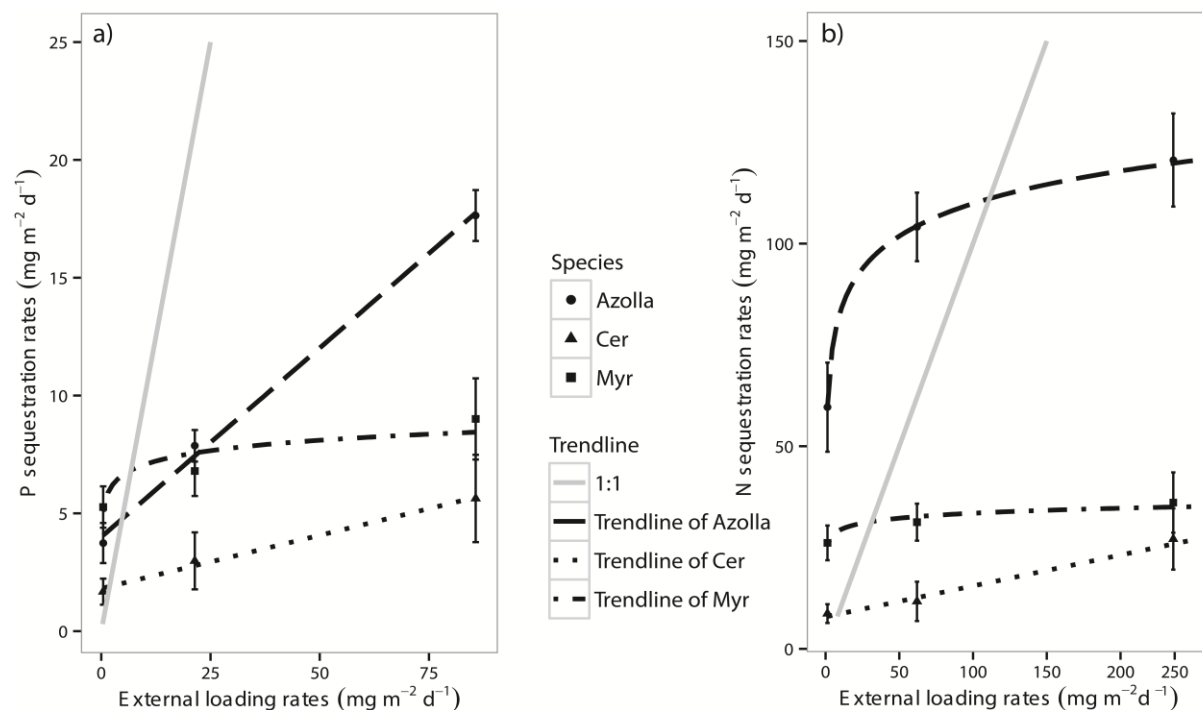 a)
25
20
15
10
5
0
P sequestration rates (mg m⁻² d⁻¹)
0 25 50 75
External loading rates (mg m⁻² d⁻¹)
Species
Azolla
Cer
Myr
Trendline
1:1
Trendline of Azolla
Trendline of Cer
Trendline of Myr
b)
150
100
50
0
N sequestration rates (mg m⁻² d⁻¹)
0 50 100 150 200 250
External loading rates (mg m⁻²d⁻¹)